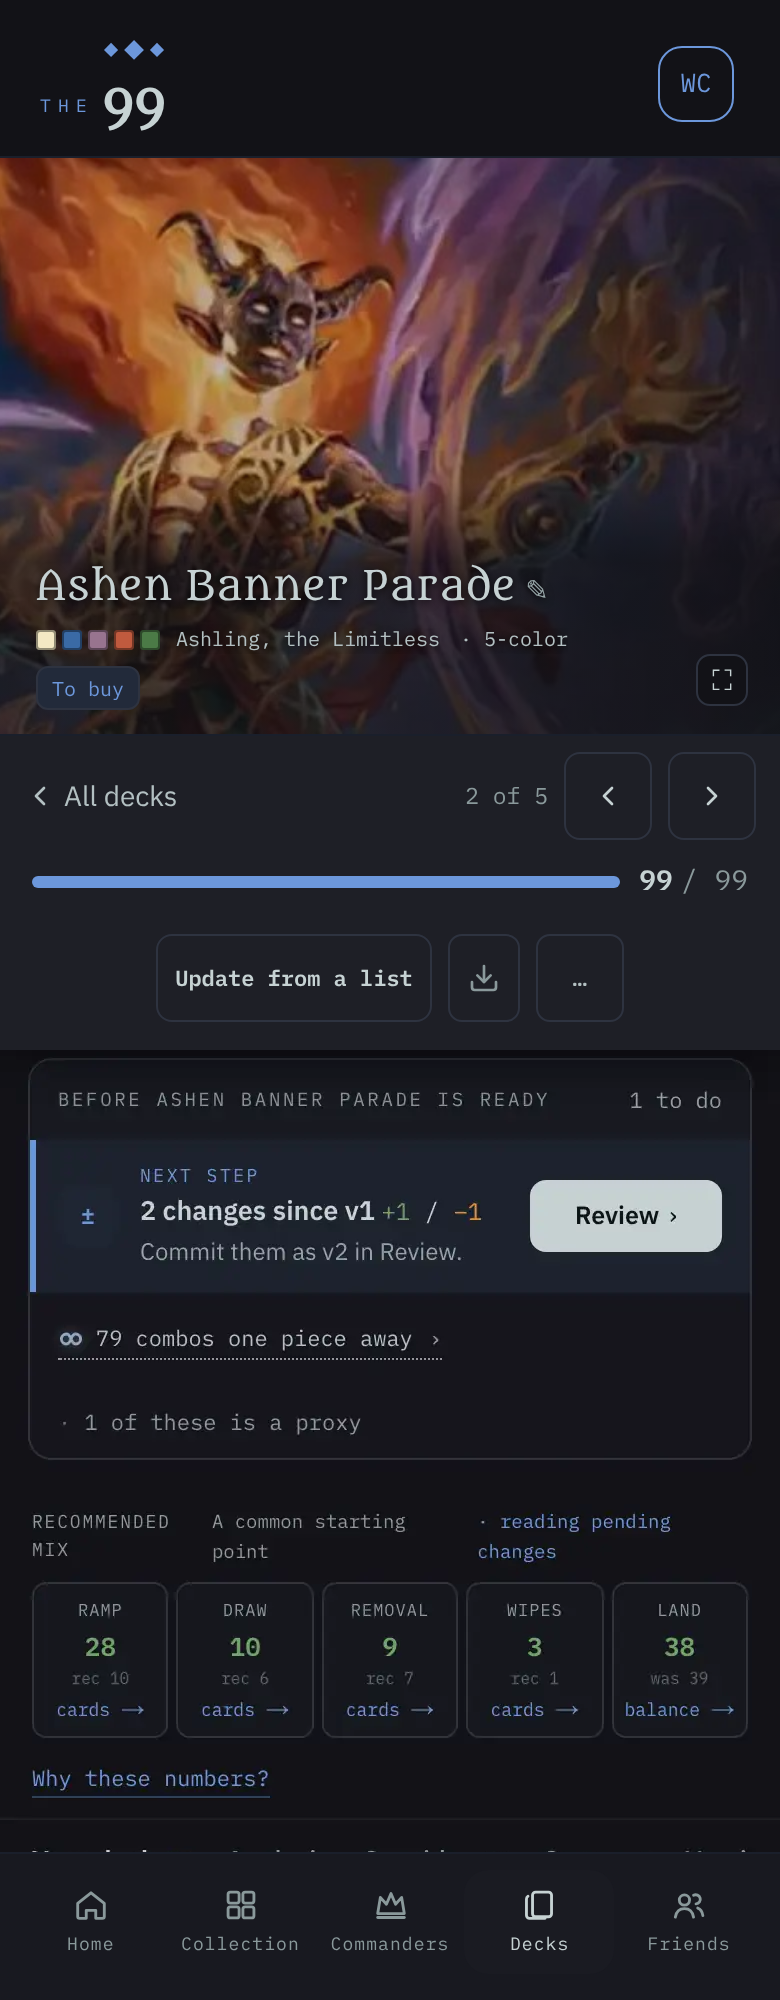 THE 99
WC
Ashen Banner Parade ✎
Ashling, the Limitless · 5-color
To buy
All decks
2 of 5
99 / 99
Update from a list
…
BEFORE ASHEN BANNER PARADE IS READY
1 to do
±
NEXT STEP
2 changes since v1 +1 / −1
Commit them as v2 in Review.
Review ›
∞ 79 combos one piece away ›
· 1 of these is a proxy
RECOMMENDED
MIX
A common starting
point
· reading pending
changes
RAMP
28
rec 10
cards →
DRAW
10
rec 6
cards →
REMOVAL
9
rec 7
cards →
WIPES
3
rec 1
cards →
LAND
38
was 39
balance →
Why these numbers?
Home
Collection
Commanders
Decks
Friends